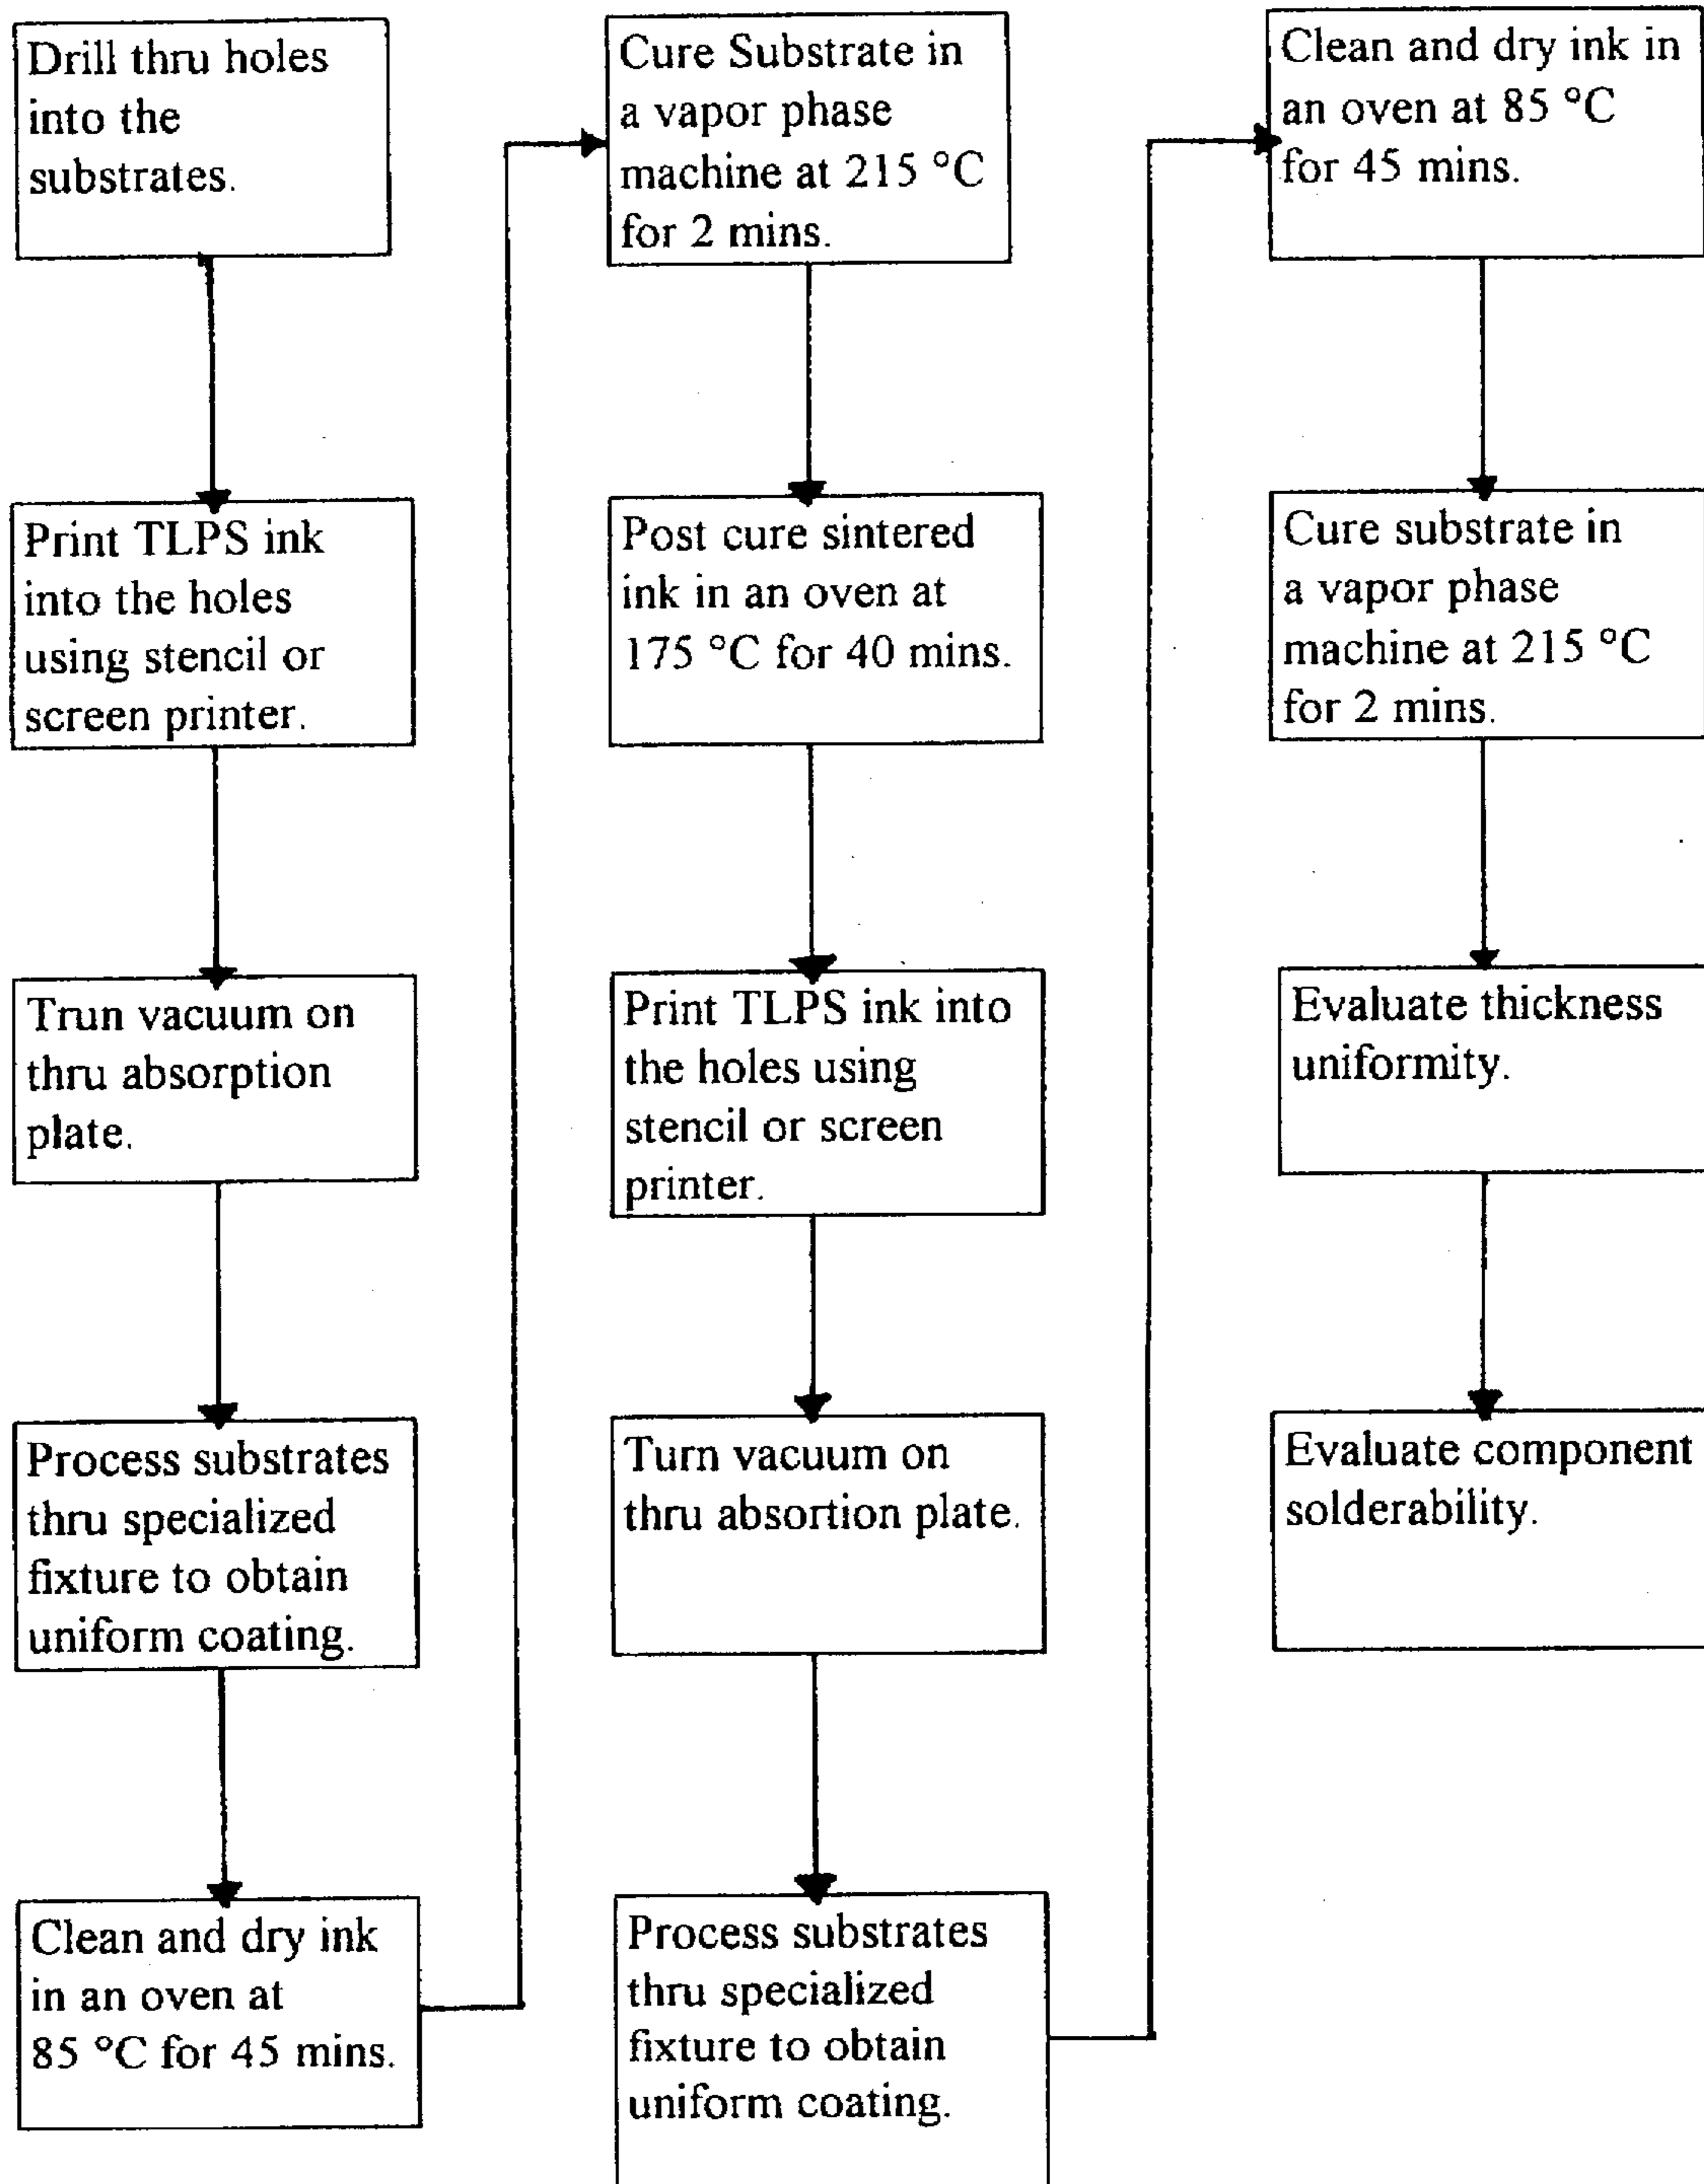 Drill thru holes
into the
substrates.
Print TLPS ink
into the holes
using stencil or
screen printer.
Trun vacuum on
thru absorption
plate.
Process substrates
thru specialized
fixture to obtain
uniform coating.
Clean and dry ink
in an oven at
85 °C for 45 mins.
Cure Substrate in
a vapor phase
machine at 215 °C
for 2 mins.
Post cure sintered
ink in an oven at
175 °C for 40 mins.
Print TLPS ink into
the holes using
stencil or screen
printer.
Turn vacuum on
thru absortion plate.
Process substrates
thru specialized
fixture to obtain
uniform coating.
Clean and dry ink in
an oven at 85 °C
for 45 mins.
Cure substrate in
a vapor phase
machine at 215 °C
for 2 mins.
Evaluate thickness
uniformity.
Evaluate component
solderability.